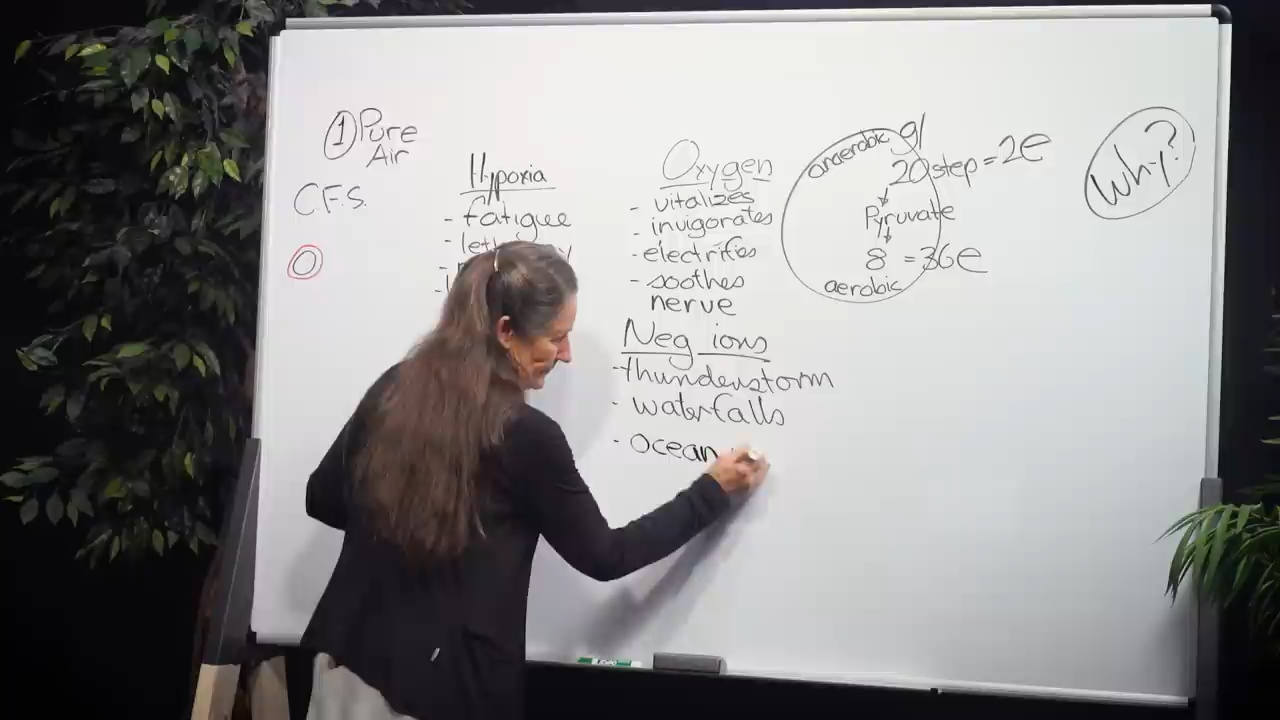 ① Pure
Air
C.F.S.
O
Hypoxia
- fatigue
Oxygen
- vitalizes
- invigorates
- electrifies
- soothes
nerve
Neg ions
- thunderstorm
- waterfalls
- ocean
anaerobic gl
20 step = 2e
Pyruvate
8 = 36e
aerobic
Why?